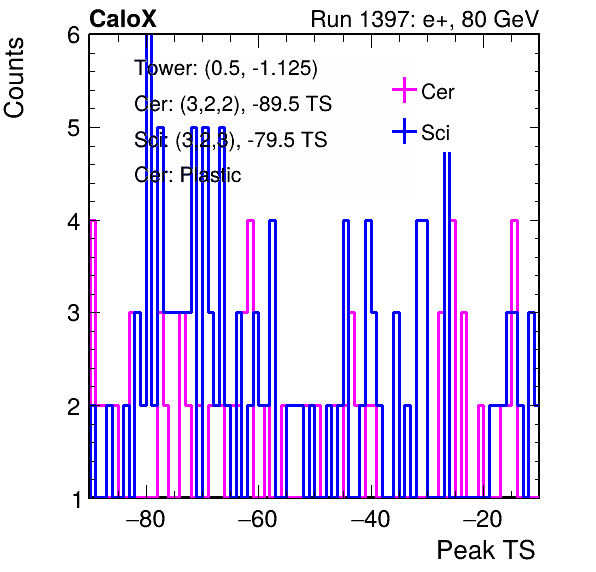 CaloX Run 1397: e+, 80 GeV
Counts
6
5
4
3
2
1
Tower: (0.5, -1.125)
Cer: (3,2,2), -89.5 TS
Sci: (3,2,3), -79.5 TS
Cer: Plastic
Cer
Sci
−80 −60 −40 −20
Peak TS